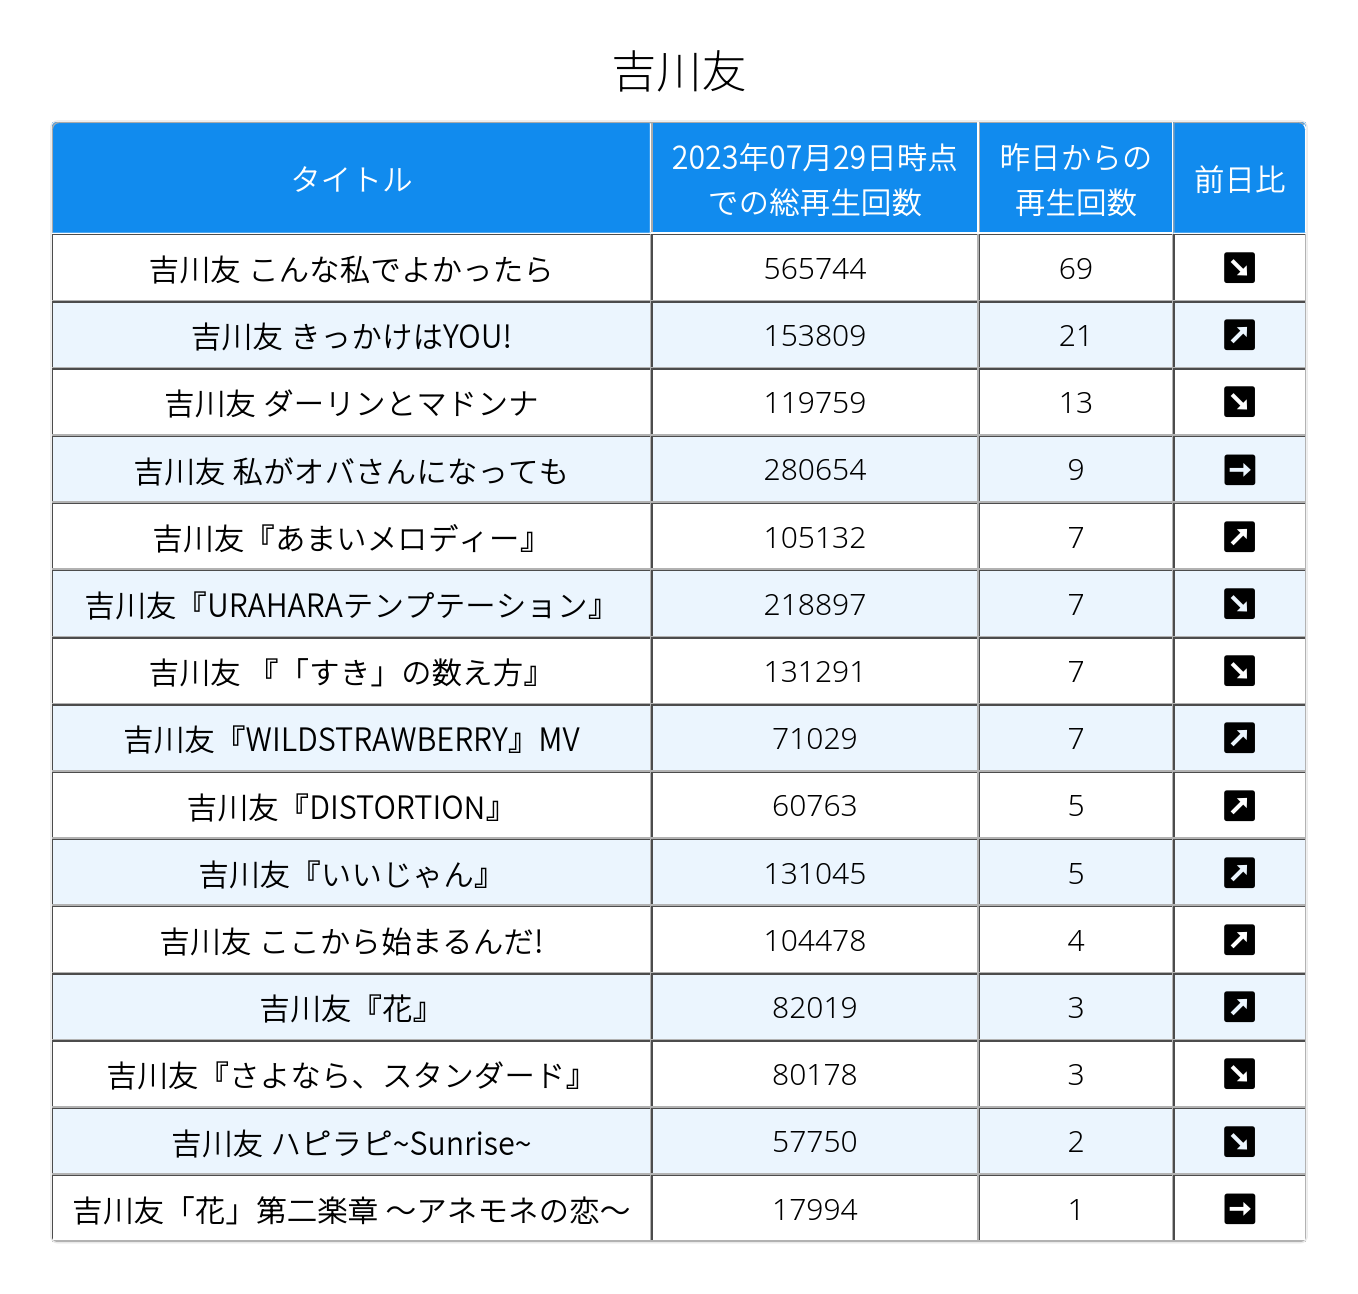 吉川友
タイトル
2023年07月29日時点
での総再生回数
昨日からの
再生回数
前日比
吉川友 こんな私でよかったら 565744 69 ↘
吉川友 きっかけはYOU! 153809 21 ↗
吉川友 ダーリンとマドンナ 119759 13 ↘
吉川友 私がオバさんになっても 280654 9 →
吉川友『あまいメロディー』 105132 7 ↗
吉川友『URAHARAテンプテーション』 218897 7 ↘
吉川友 『「すき」の数え方』 131291 7 ↘
吉川友『WILDSTRAWBERRY』MV 71029 7 ↗
吉川友『DISTORTION』 60763 5 ↗
吉川友『いいじゃん』 131045 5 ↗
吉川友 ここから始まるんだ! 104478 4 ↗
吉川友『花』 82019 3 ↗
吉川友『さよなら、スタンダード』 80178 3 ↘
吉川友 ハピラピ~Sunrise~ 57750 2 ↘
吉川友「花」第二楽章 〜アネモネの恋〜 17994 1 →